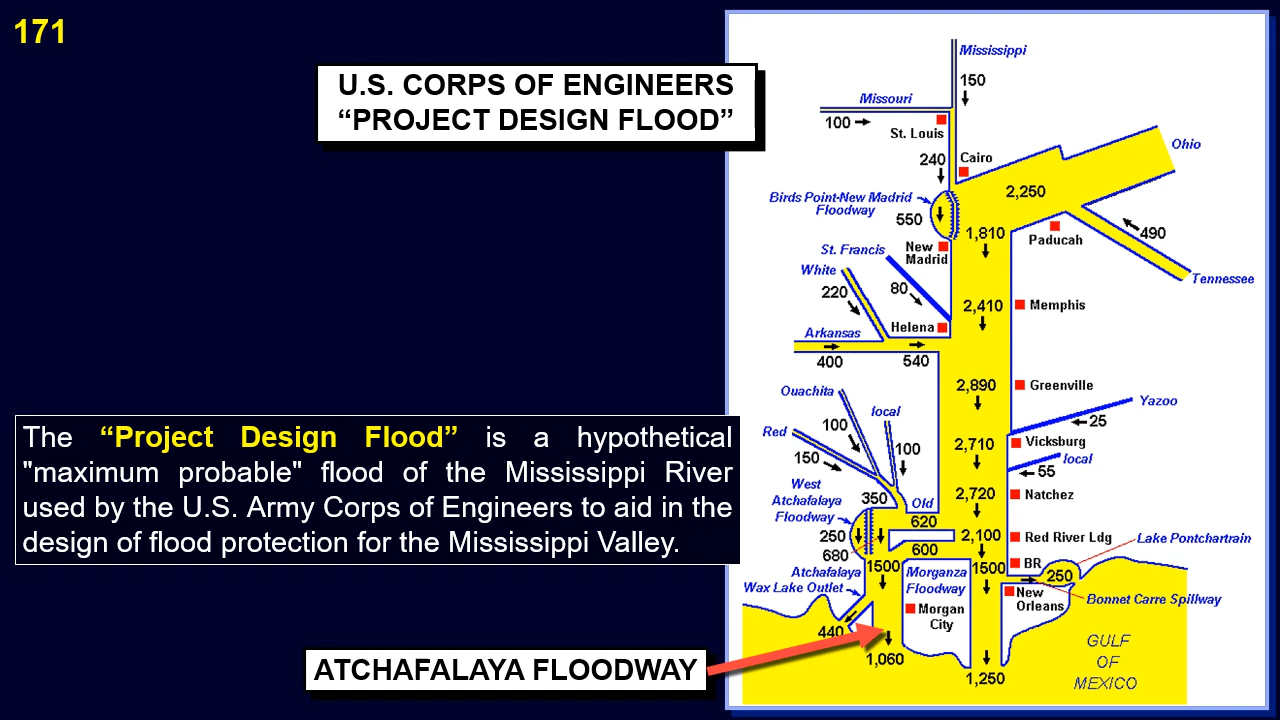 171
U.S. CORPS OF ENGINEERS
“PROJECT DESIGN FLOOD”
The “Project Design Flood” is a hypothetical
"maximum probable" flood of the Mississippi River
used by the U.S. Army Corps of Engineers to aid in the
design of flood protection for the Mississippi Valley.
ATCHAFALAYA FLOODWAY
Mississippi
150
Missouri
100
St. Louis
240
Cairo
Ohio
2,250
Birds Point-New Madrid
Floodway
550
1,810
Paducah
490
Tennessee
New
Madrid
St. Francis
White
80
220
2,410
Memphis
Helena
Arkansas
400
540
2,890
Greenville
Ouachita
Yazoo
25
local
100
Red
150
100
2,710
Vicksburg
local
55
West
Atchafalaya
Floodway
350
Old
620
2,720
Natchez
250
680
600
2,100
Red River Ldg
Lake Pontchartrain
Atchafalaya
1500
Morganza
Floodway
1500
BR
250
Wax Lake Outlet
New
Orleans
Bonnet Carre Spillway
Morgan
City
440
1,060
1,250
GULF
OF
MEXICO